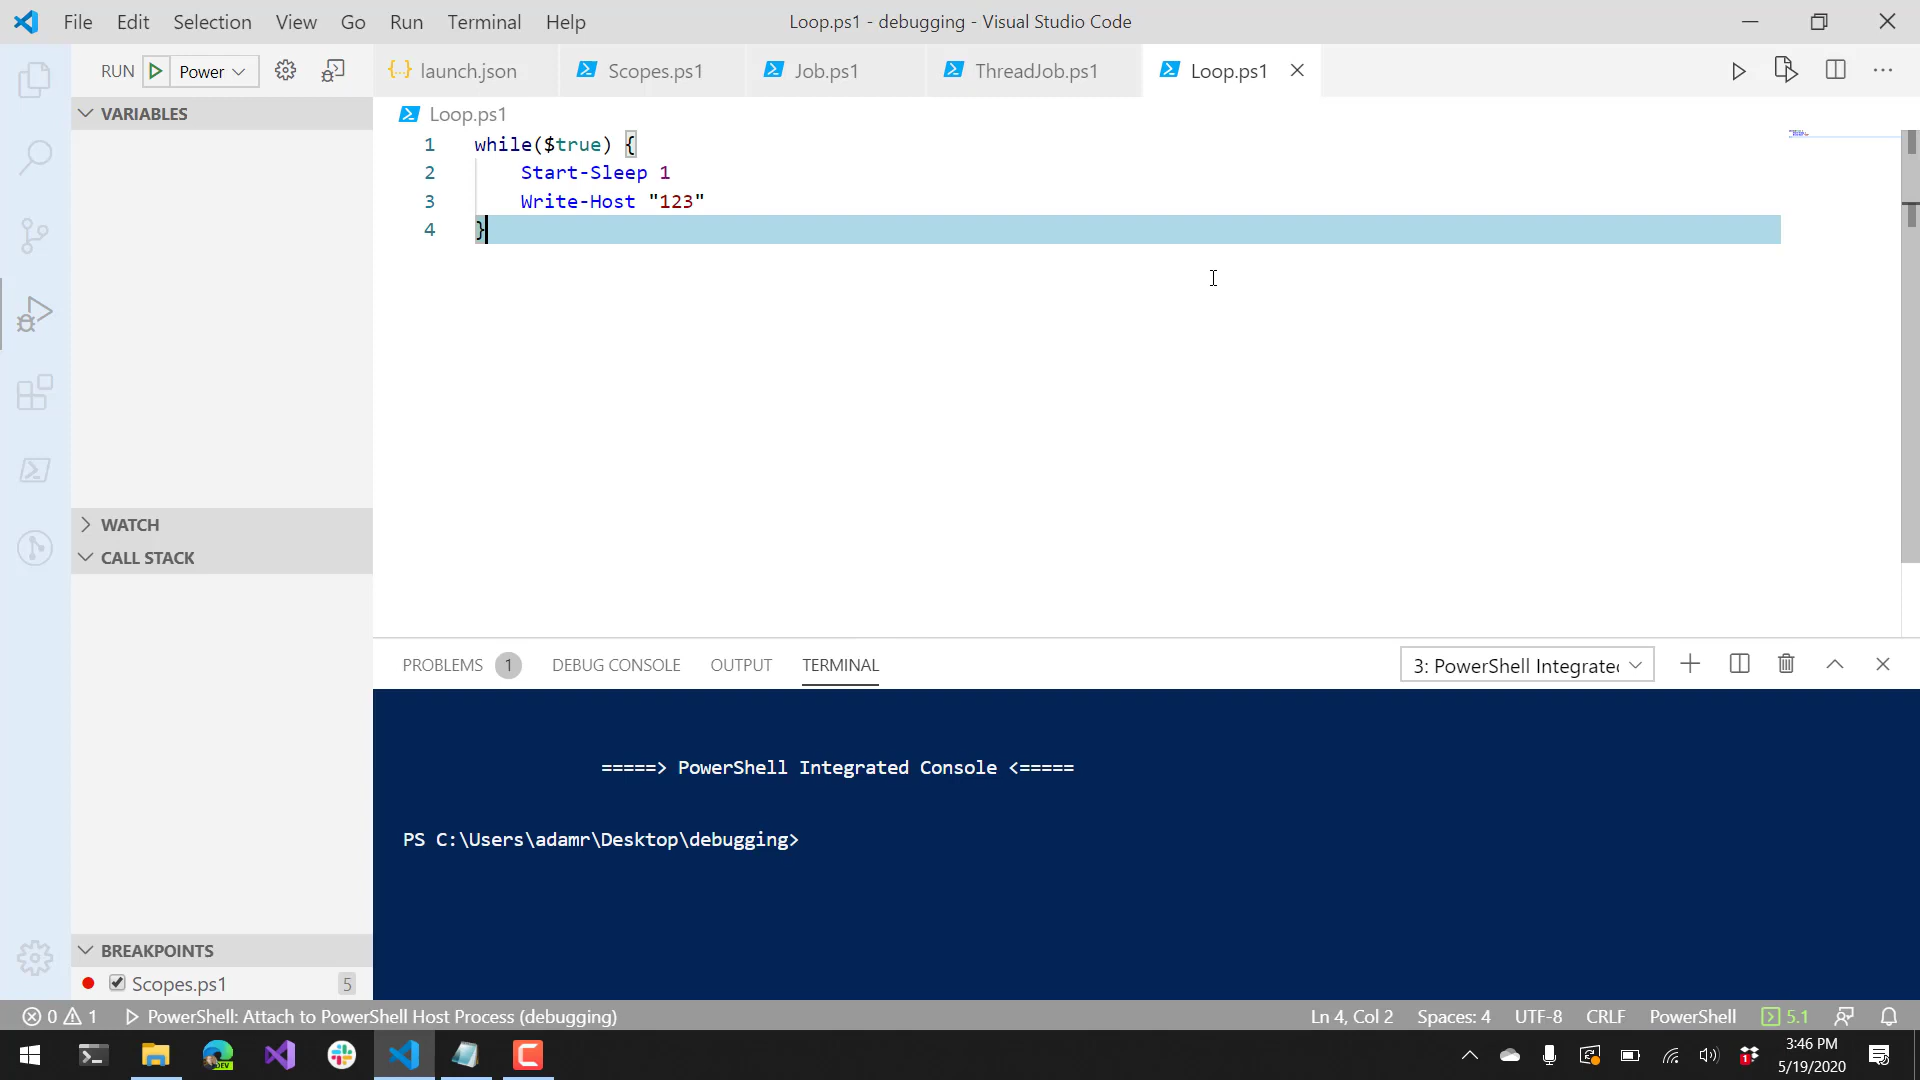 File Edit Selection View Go Run Terminal Help
Loop.ps1 - debugging - Visual Studio Code
RUN Power
launch.json Scopes.ps1 Job.ps1 ThreadJob.ps1 Loop.ps1
VARIABLES
Loop.ps1
1 while($true) {
2 Start-Sleep 1
3 Write-Host "123"
4 }
WATCH
CALL STACK
PROBLEMS 1 DEBUG CONSOLE OUTPUT TERMINAL
3: PowerShell Integrated
=====> PowerShell Integrated Console <=====
PS C:\Users\adamr\Desktop\debugging>
BREAKPOINTS
Scopes.ps1 5
0 1 PowerShell: Attach to PowerShell Host Process (debugging)
Ln 4, Col 2 Spaces: 4 UTF-8 CRLF PowerShell 5.1
DEV
1
3:46 PM
5/19/2020